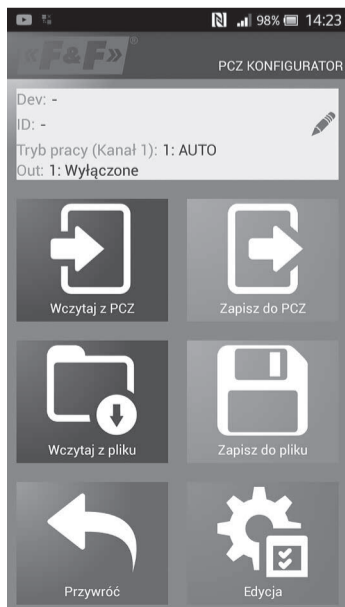 98% 14:23
«F&F»®
PCZ KONFIGURATOR
Dev: -
ID: -
Tryb pracy (Kanał 1): 1: AUTO
Out: 1: Wyłączone
Wczytaj z PCZ
Zapisz do PCZ
Wczytaj z pliku
Zapisz do pliku
Przywróć
Edycja